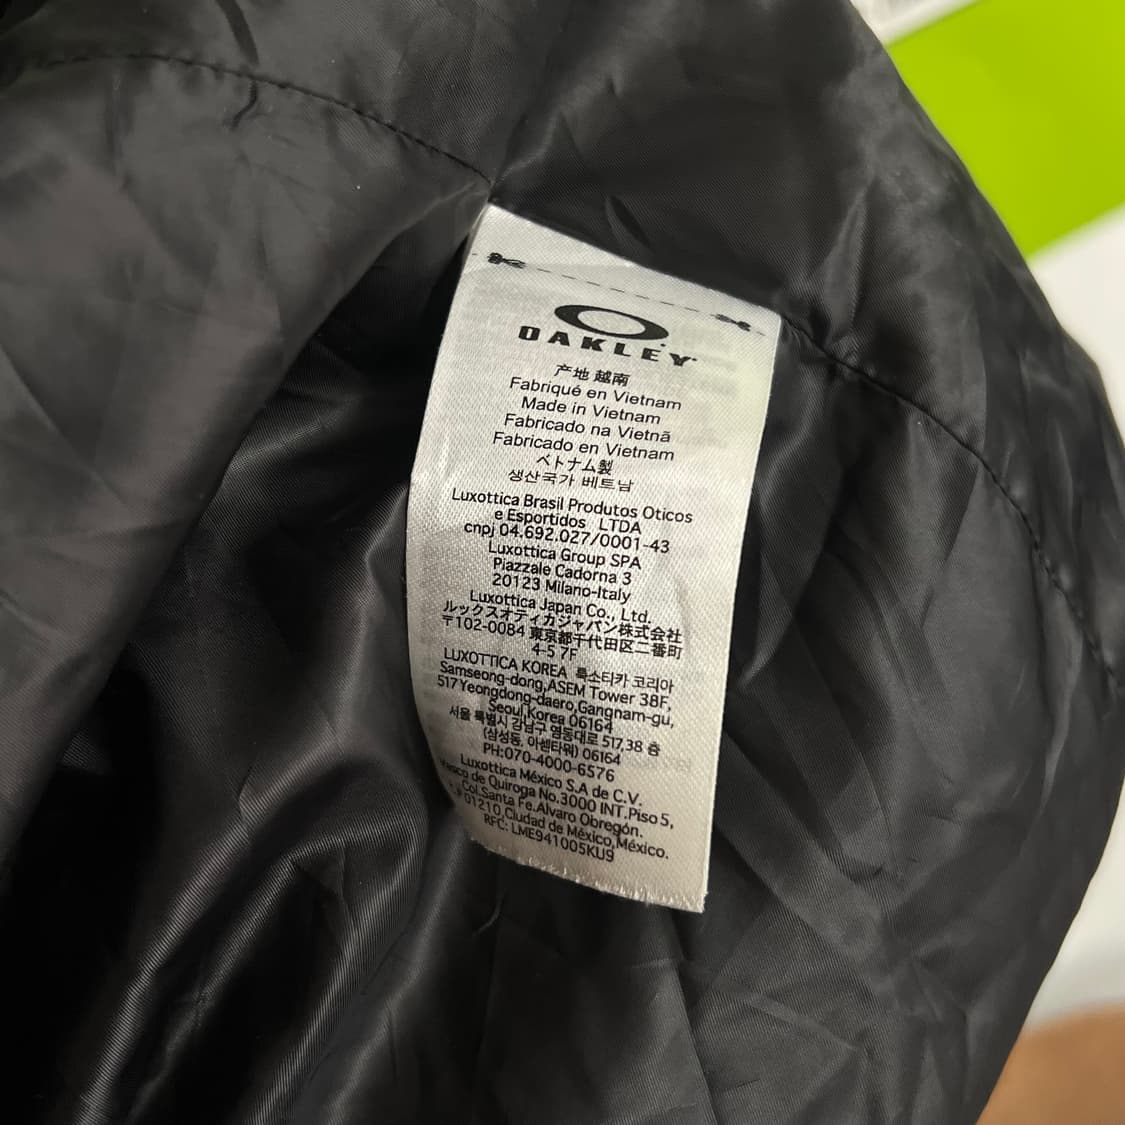 OAKLEY
产地 越南
Fabriqué en Vietnam
Made in Vietnam
Fabricado na Vietnã
Fabricado en Vietnam
ベトナム製
생산국가 베트남
Luxottica Brasil Produtos Oticos
e Esportidos LTDA
cnpj 04.692.027/0001-43
Luxottica Group SPA
Piazzale Cadorna 3
20123 Milano-Italy
Luxottica Japan Co., Ltd.
ルックスオティカジャパン株式会社
〒102-0084 東京都千代田区二番町
4-5 7F
LUXOTTICA KOREA 룩소티카 코리아
Samseong-dong,ASEM Tower 38F,
517 Yeongdong-daero,Gangnam-gu,
Seoul,Korea 06164
서울 특별시 강남구 영동대로 517,38 층
(삼성동, 아셈타워) 06164
PH:070-4000-6576
Luxottica México S.A de C.V.
de Quiroga No.3000 INT.Piso 5,
Col.Santa Fe.Alvaro Obregón.
01210,Ciudad de México,México.
RFC: LME941005KU9